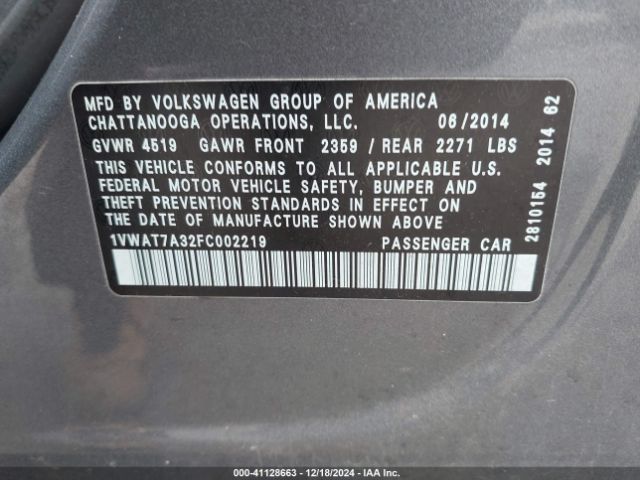 MFD BY VOLKSWAGEN GROUP OF AMERICA
CHATTANOOGA OPERATIONS, LLC. 06/2014
GVWR 4519 GAWR FRONT 2359 / REAR 2271 LBS
THIS VEHICLE CONFORMS TO ALL APPLICABLE U.S.
FEDERAL MOTOR VEHICLE SAFETY, BUMPER AND
THEFT PREVENTION STANDARDS IN EFFECT ON
THE DATE OF MANUFACTURE SHOWN ABOVE
1VWAT7A32FC002219 PASSENGER CAR
2810154 2014 62
000-41128663 - 12/18/2024 - IAA Inc.